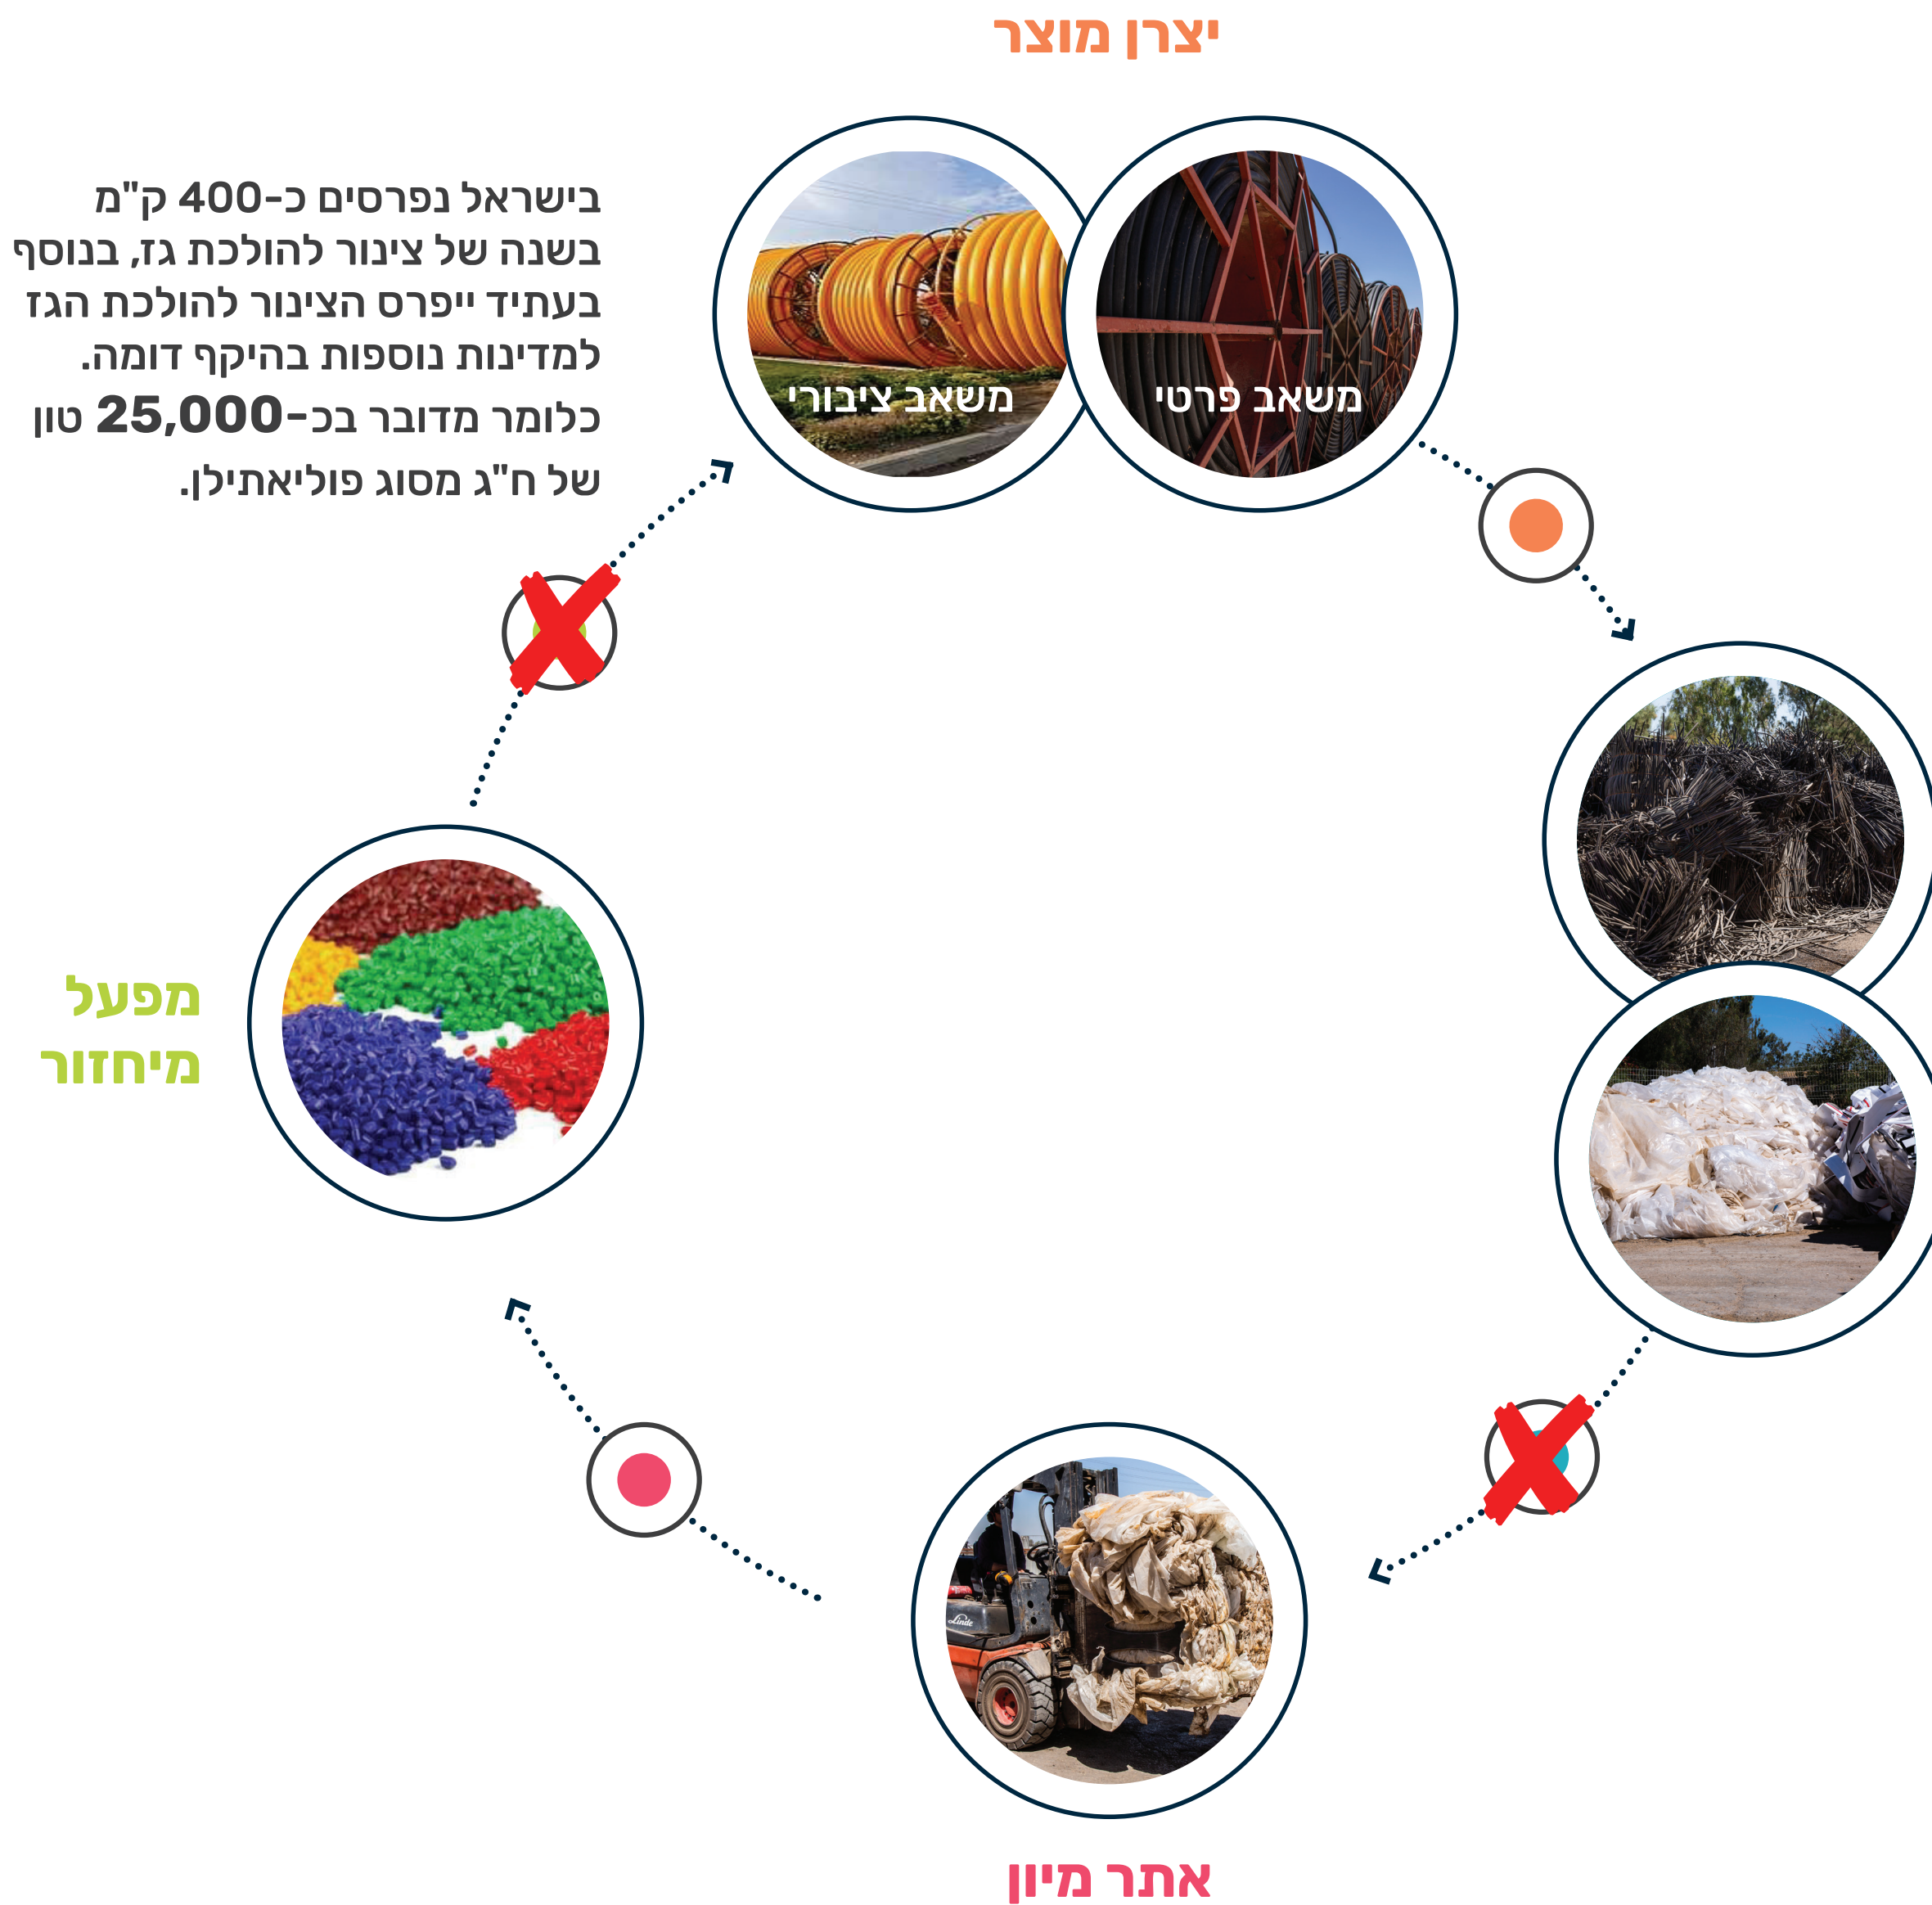 יצרן מוצר
בישראל נפרסים כ-400 ק"מ
בשנה של צינור להולכת גז, בנוסף
בעתיד ייפרס הצינור להולכת הגז
למדינות נוספות בהיקף דומה.
כלומר מדובר בכ-25,000 טון
של ח"ג מסוג פוליאתילן.
משאב פרטי
משאב ציבורי
מפעל
מיחזור
Linde
אתר מיון